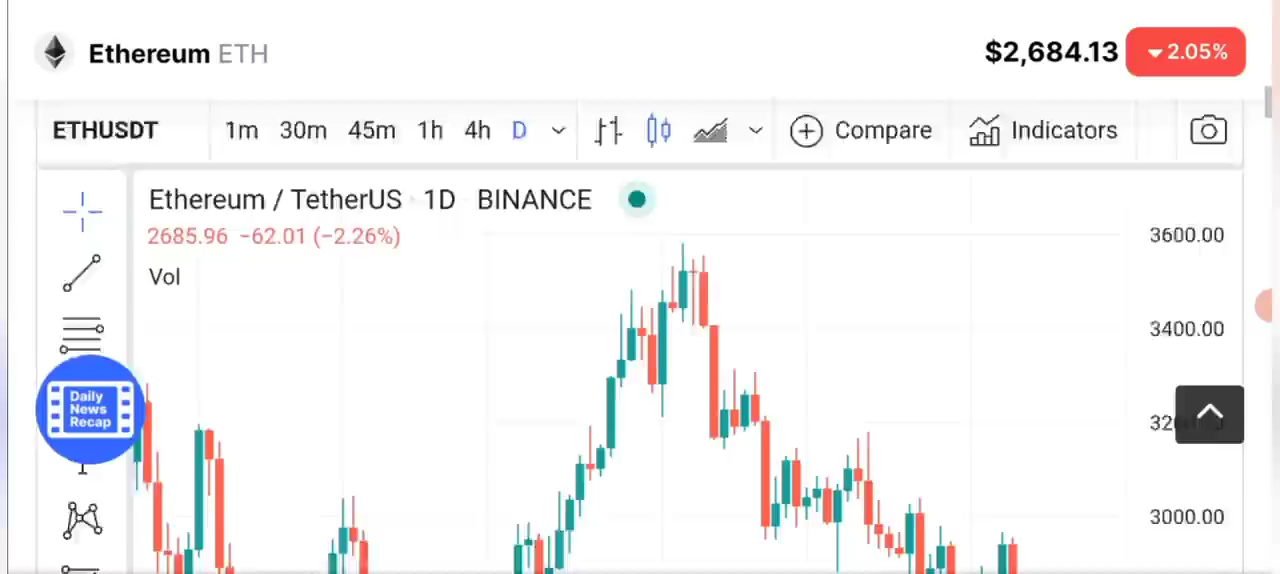 Ethereum ETH
$2,684.13 2.05%
ETHUSDT 1m 30m 45m 1h 4h D Compare Indicators
Ethereum / TetherUS · 1D BINANCE
2685.96 −62.01 (−2.26%)
Vol
3600.00
3400.00
Daily
News
Recap
3000.00